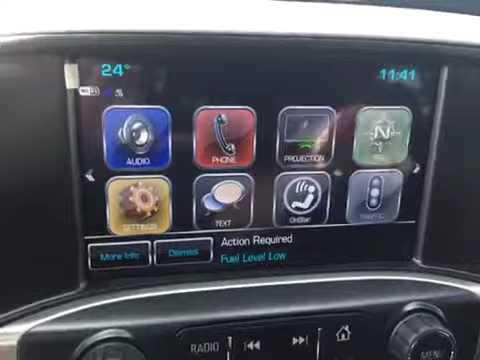 24°
11:41
AUDIO
PHONE
PROJECTION
N
SETTINGS
TEXT
OnStar
TRAFFIC
More Info
Dismiss
Action Required
Fuel Level Low
RADIO
MENU